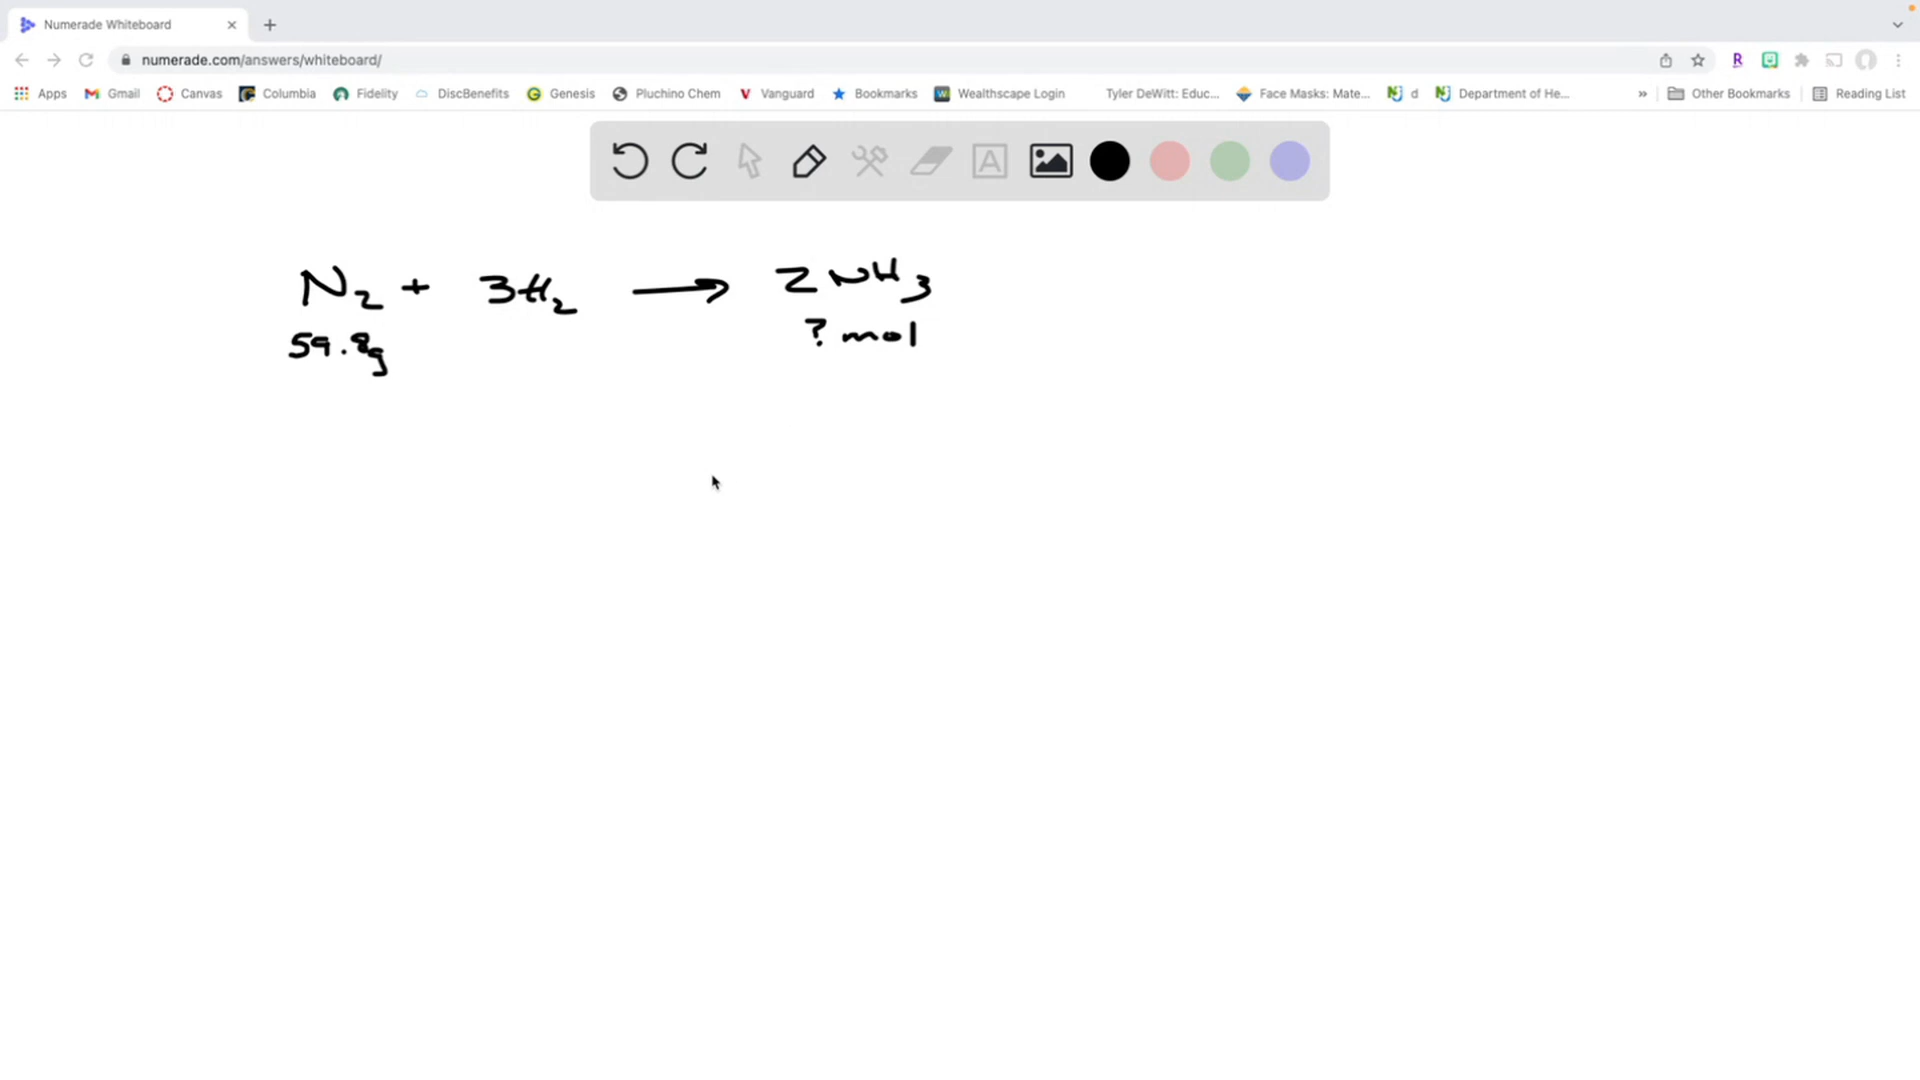 Numerade Whiteboard
numerade.com/answers/whiteboard/
Apps Gmail Canvas Columbia Fidelity DiscBenefits Genesis Pluchino Chem Vanguard Bookmarks Wealthscape Login Tyler DeWitt: Educ... Face Masks: Mate... d Department of He... » Other Bookmarks Reading List
N₂ + 3H₂ → 2NH₃
59.8g ? mol